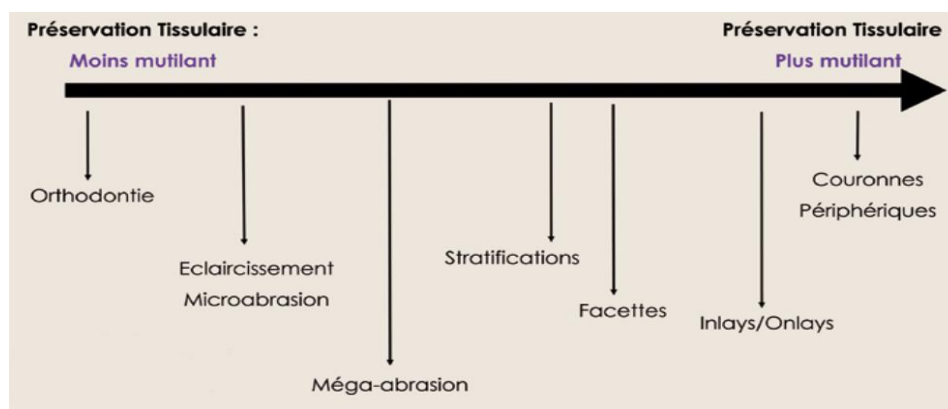 Préservation Tissulaire :
Moins mutilant
Préservation Tissulaire
Plus mutilant
Orthodontie
Eclaircissement
Microabrasion
Méga-abrasion
Stratifications
Facettes
Inlays/Onlays
Couronnes
Périphériques